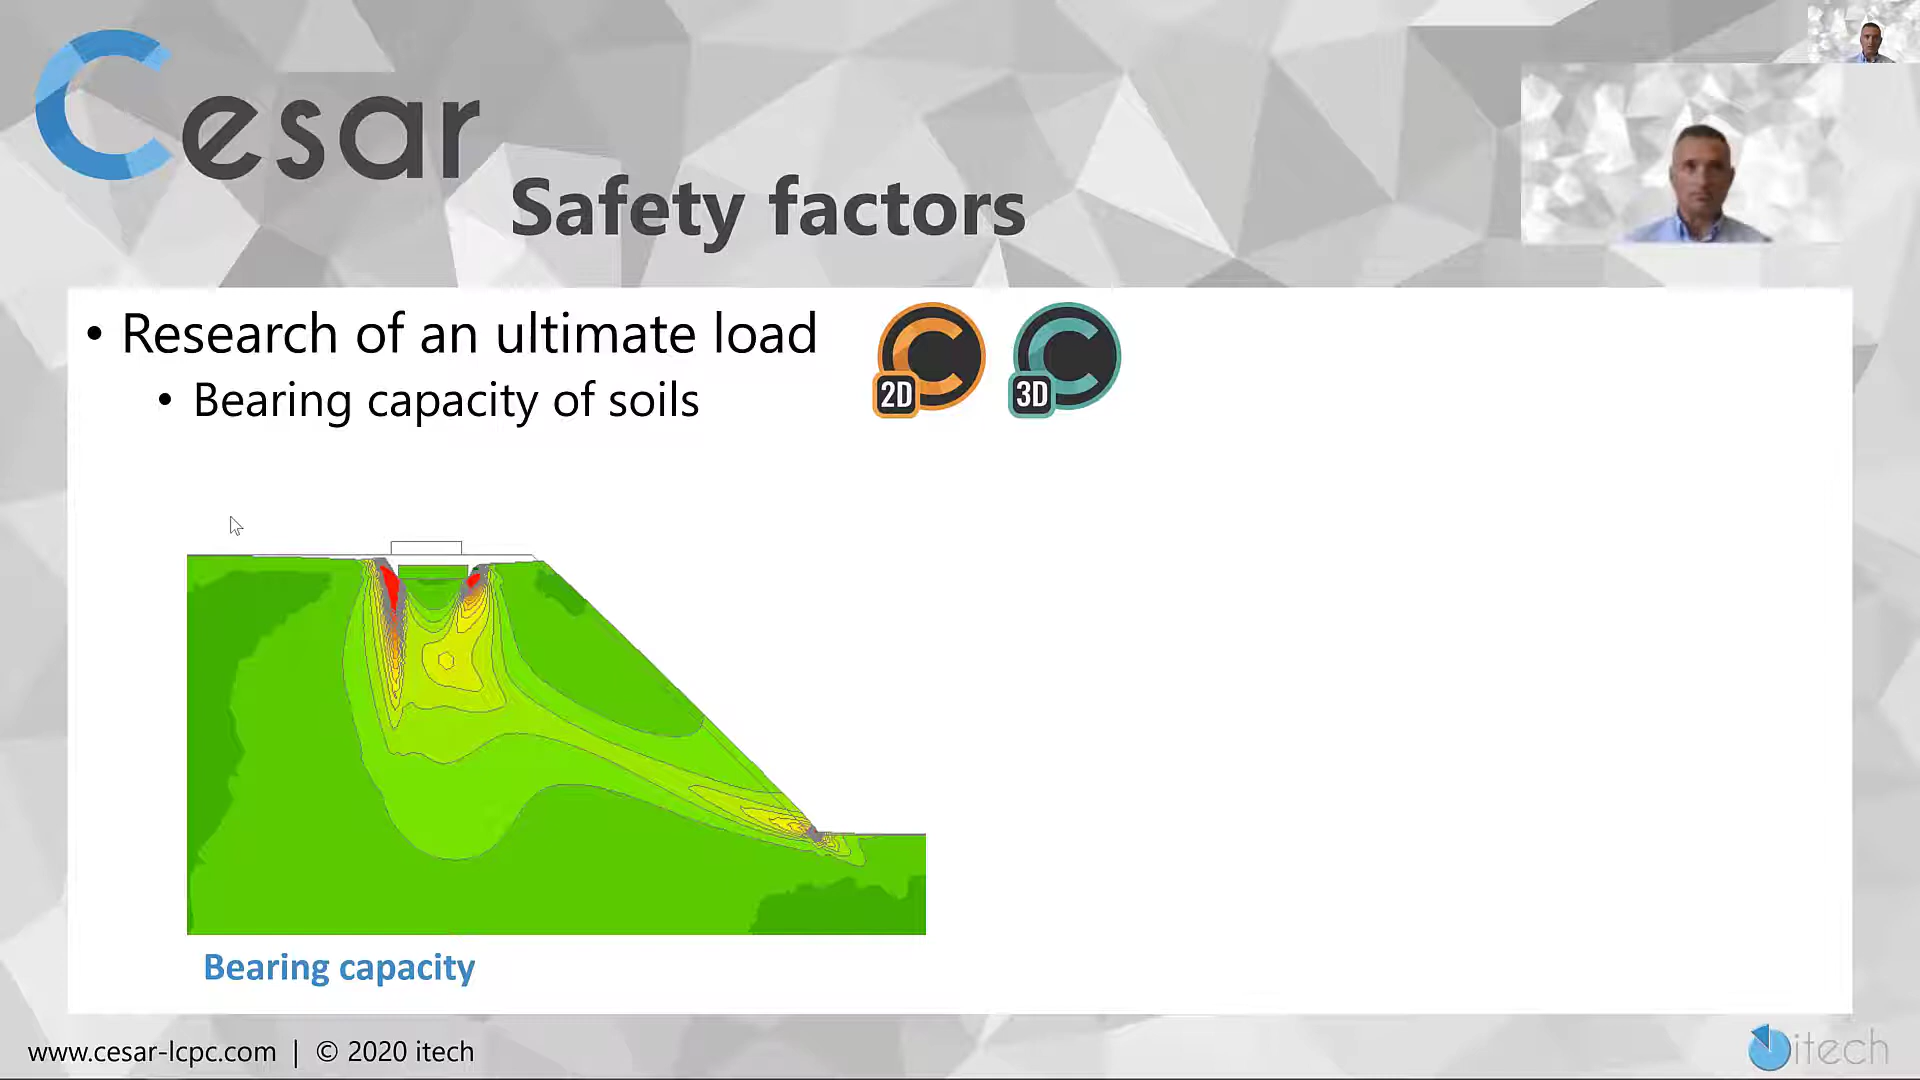 Cesar
Safety factors
• Research of an ultimate load
2D
3D
• Bearing capacity of soils
Bearing capacity
www.cesar-lcpc.com | © 2020 itech
itech